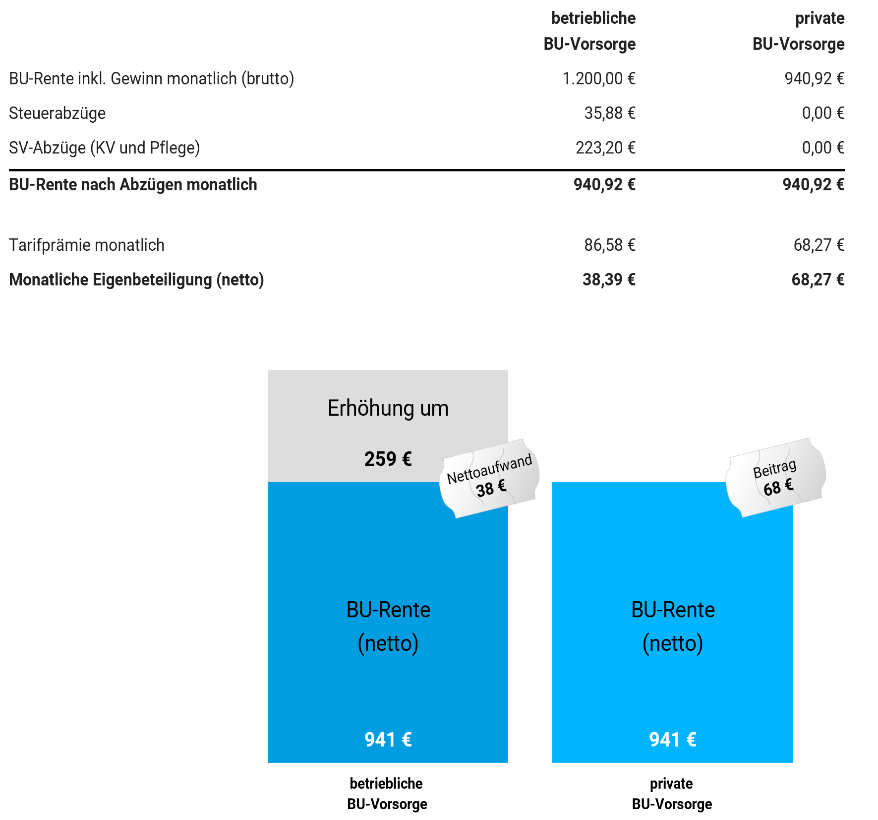 betriebliche private
BU-Vorsorge BU-Vorsorge
BU-Rente inkl. Gewinn monatlich (brutto) 1.200,00 € 940,92 €
Steuerabzüge 35,88 € 0,00 €
SV-Abzüge (KV und Pflege) 223,20 € 0,00 €
BU-Rente nach Abzügen monatlich 940,92 € 940,92 €
Tarifprämie monatlich 86,58 € 68,27 €
Monatliche Eigenbeteiligung (netto) 38,39 € 68,27 €
Erhöhung um
259 €
Nettoaufwand
38 €
Beitrag
68 €
BU-Rente
(netto)
941 €
BU-Rente
(netto)
941 €
betriebliche
BU-Vorsorge
private
BU-Vorsorge